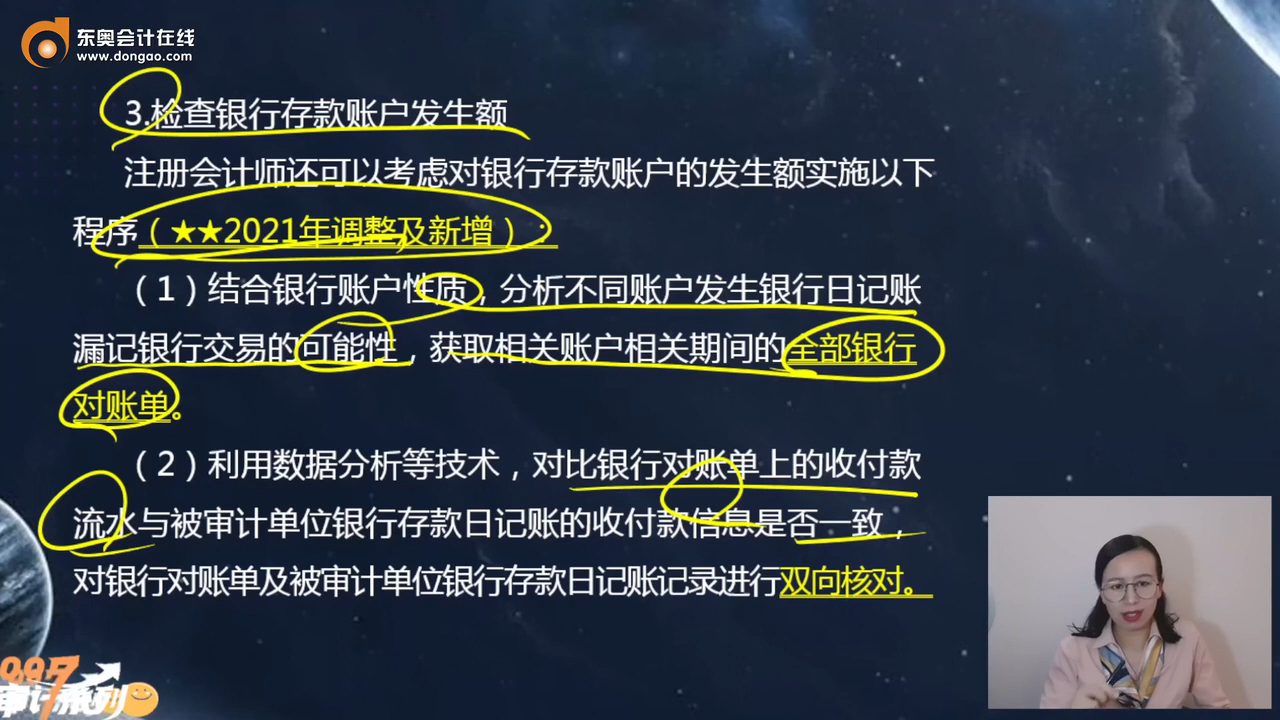 东奥会计在线
www.dongao.com
3.检查银行存款账户发生额
注册会计师还可以考虑对银行存款账户的发生额实施以下
程序（★★2021年调整及新增）：
（1）结合银行账户性质，分析不同账户发生银行日记账
漏记银行交易的可能性，获取相关账户相关期间的全部银行
对账单。
（2）利用数据分析等技术，对比银行对账单上的收付款
流水与被审计单位银行存款日记账的收付款信息是否一致，
对银行对账单及被审计单位银行存款日记账记录进行双向核对。
审计系列